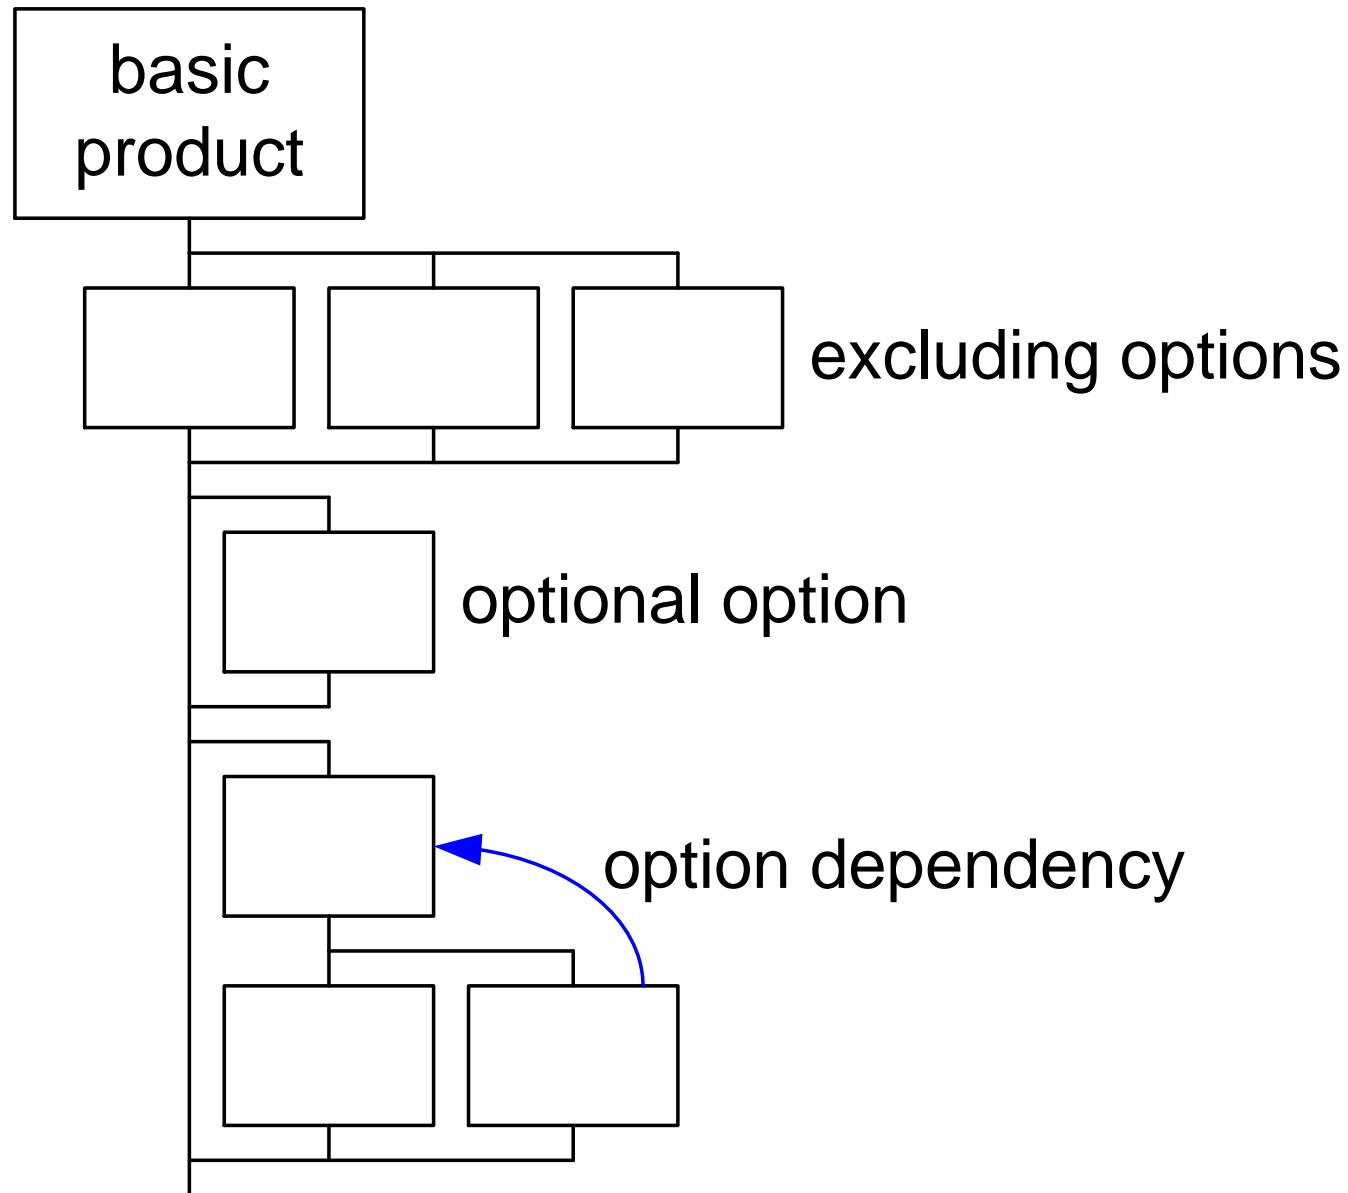 basic
product
excluding options
optional option
option dependency